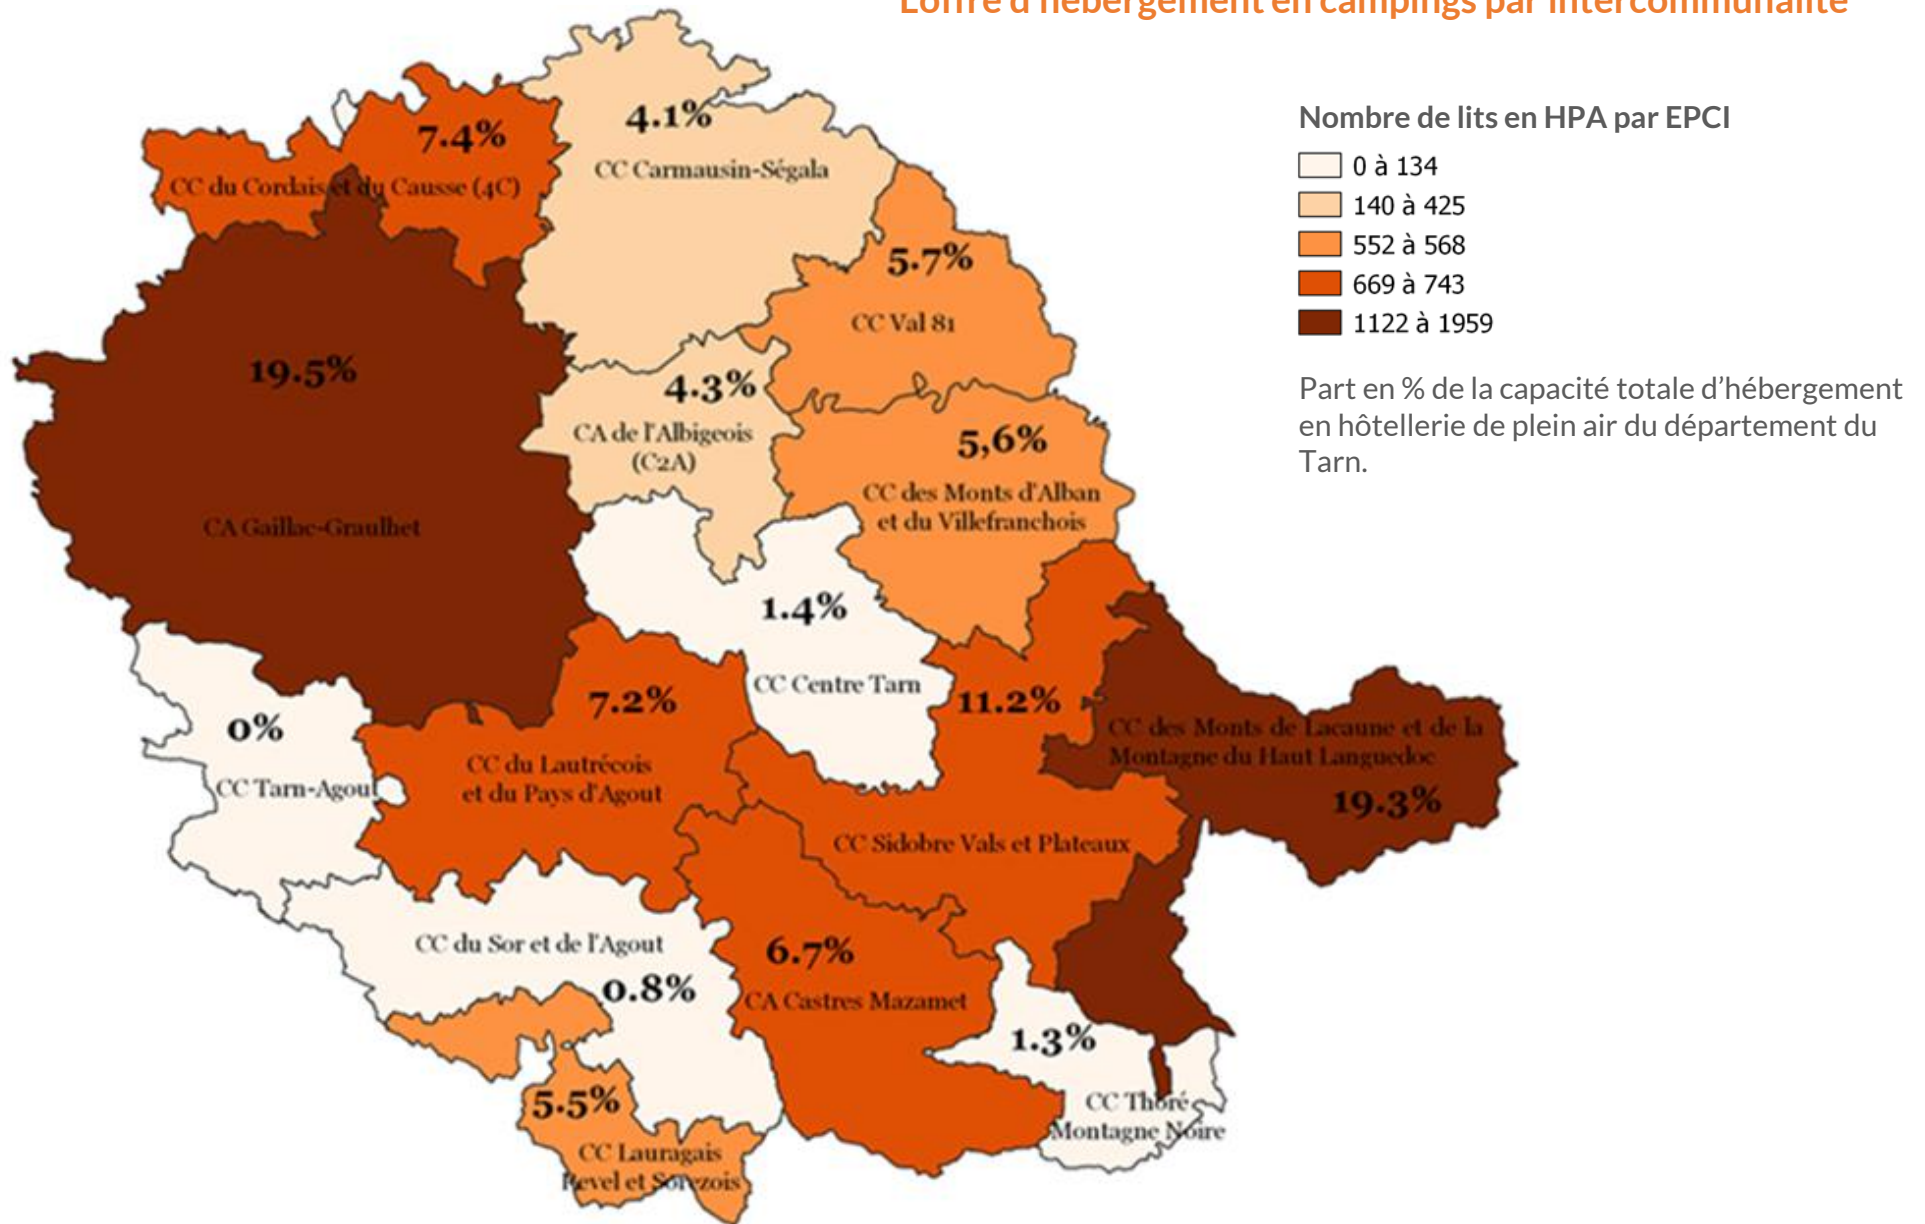 L'offre d'hébergement en campings par intercommunalité
Nombre de lits en HPA par EPCI
0 à 134
140 à 425
552 à 568
669 à 743
1122 à 1959
Part en % de la capacité totale d'hébergement
en hôtellerie de plein air du département du
Tarn.
4.1%
CC Carmausin-Ségala
7.4%
CC du Cordais et du Causse (4C)
5.7%
CC Val 81
19.5%
CA Gaillac-Graulhet
4.3%
CA de l'Albigeois
(C2A)
5,6%
CC des Monts d'Alban
et du Villefranchois
1.4%
CC Centre Tarn
11.2%
CC Sidobre Vals et Plateaux
CC des Monts de Lacaune et de la
Montagne du Haut Languedoc
19.3%
0%
CC Tarn-Agout
7.2%
CC du Lautrécois
et du Pays d'Agout
CC du Sor et de l'Agout
0.8%
6.7%
CA Castres Mazamet
1.3%
CC Thoré
Montagne Noire
5.5%
CC Lauragais
Revel et Sorezois